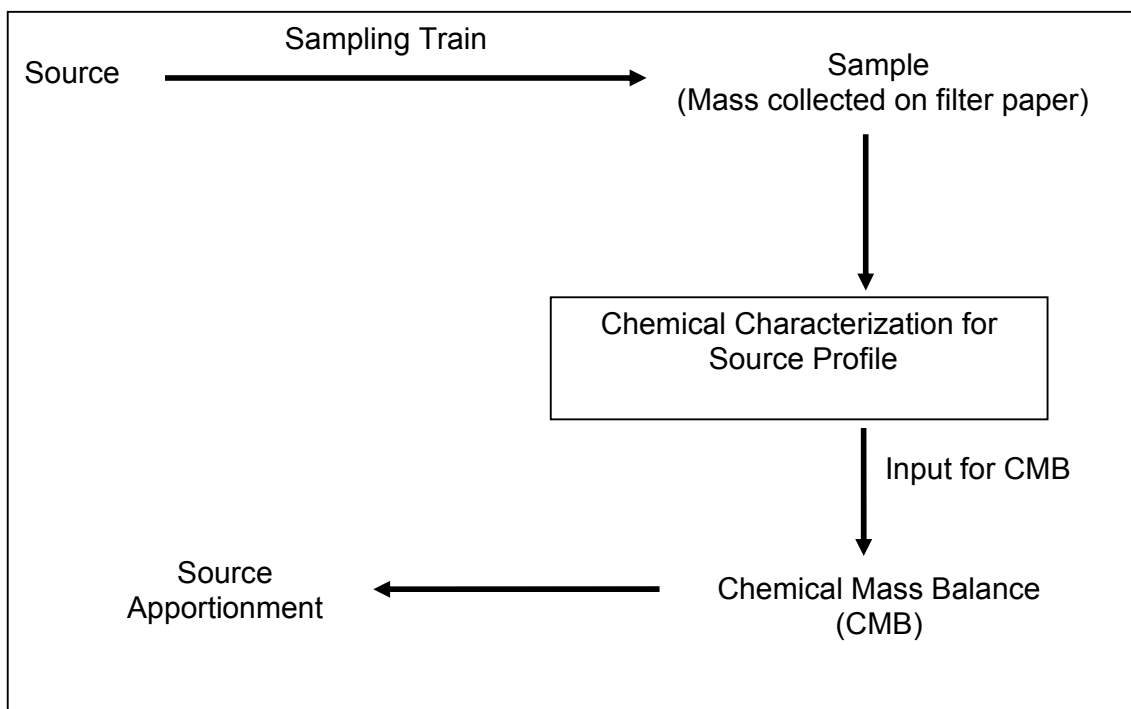 Sampling Train
Source
Sample
(Mass collected on filter paper)
Chemical Characterization for
Source Profile
Input for CMB
Chemical Mass Balance
(CMB)
Source
Apportionment